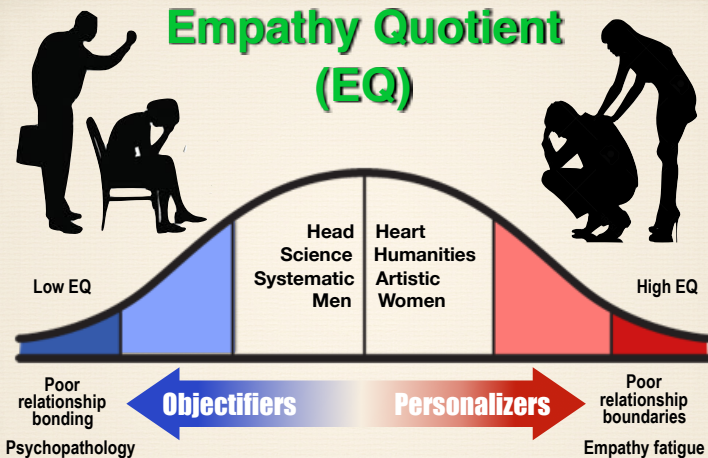 Empathy Quotient
(EQ)
Head
Science
Systematic
Men
Heart
Humanities
Artistic
Women
Low EQ
High EQ
Poor
relationship
bonding
Psychopathology
Objectifiers
Personalizers
Poor
relationship
boundaries
Empathy fatigue